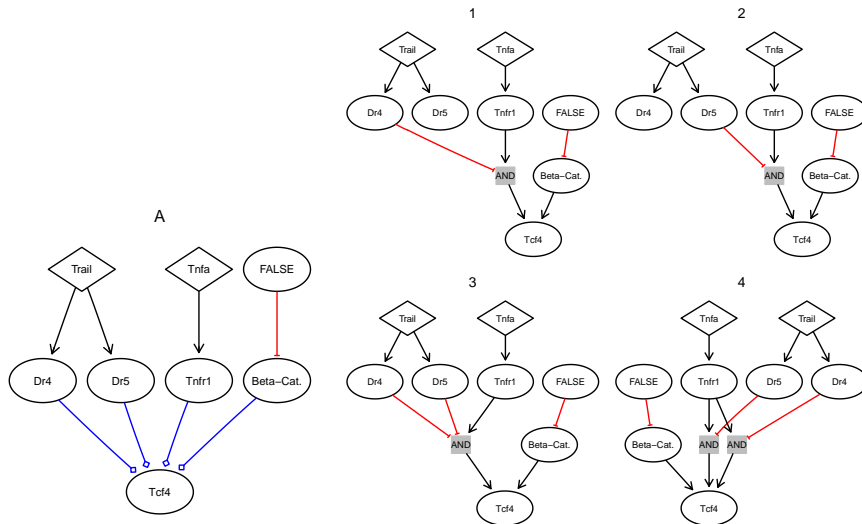 A
Trail
Tnfa
FALSE
Dr4
Dr5
Tnfr1
Beta−Cat.
Tcf4
1
Trail
Tnfa
Dr4
Dr5
Tnfr1
FALSE
AND
Beta−Cat.
Tcf4
2
Trail
Tnfa
Dr4
Dr5
Tnfr1
FALSE
AND
Beta−Cat.
Tcf4
3
Trail
Tnfa
Dr4
Dr5
Tnfr1
FALSE
AND
Beta−Cat.
Tcf4
4
Tnfa
Trail
FALSE
Tnfr1
Dr5
Dr4
Beta−Cat.
AND
AND
Tcf4